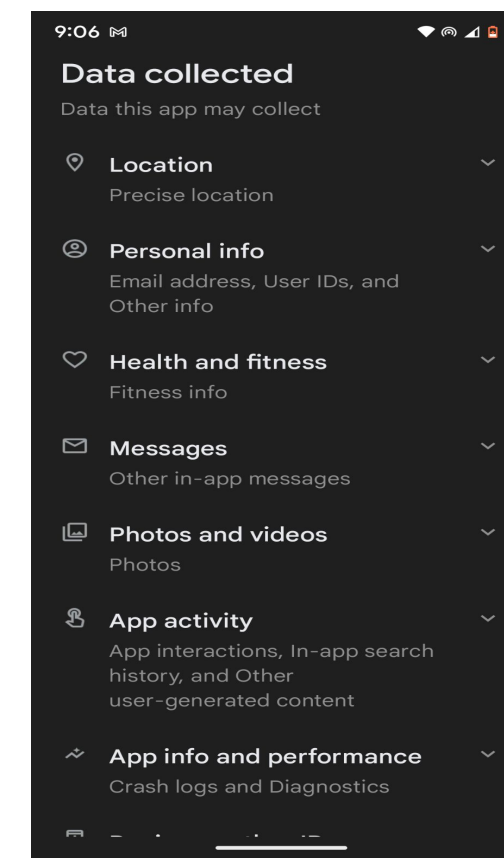 9:06
Data collected
Data this app may collect
Location
Precise location
Personal info
Email address, User IDs, and
Other info
Health and fitness
Fitness info
Messages
Other in-app messages
Photos and videos
Photos
App activity
App interactions, In-app search
history, and Other
user-generated content
App info and performance
Crash logs and Diagnostics